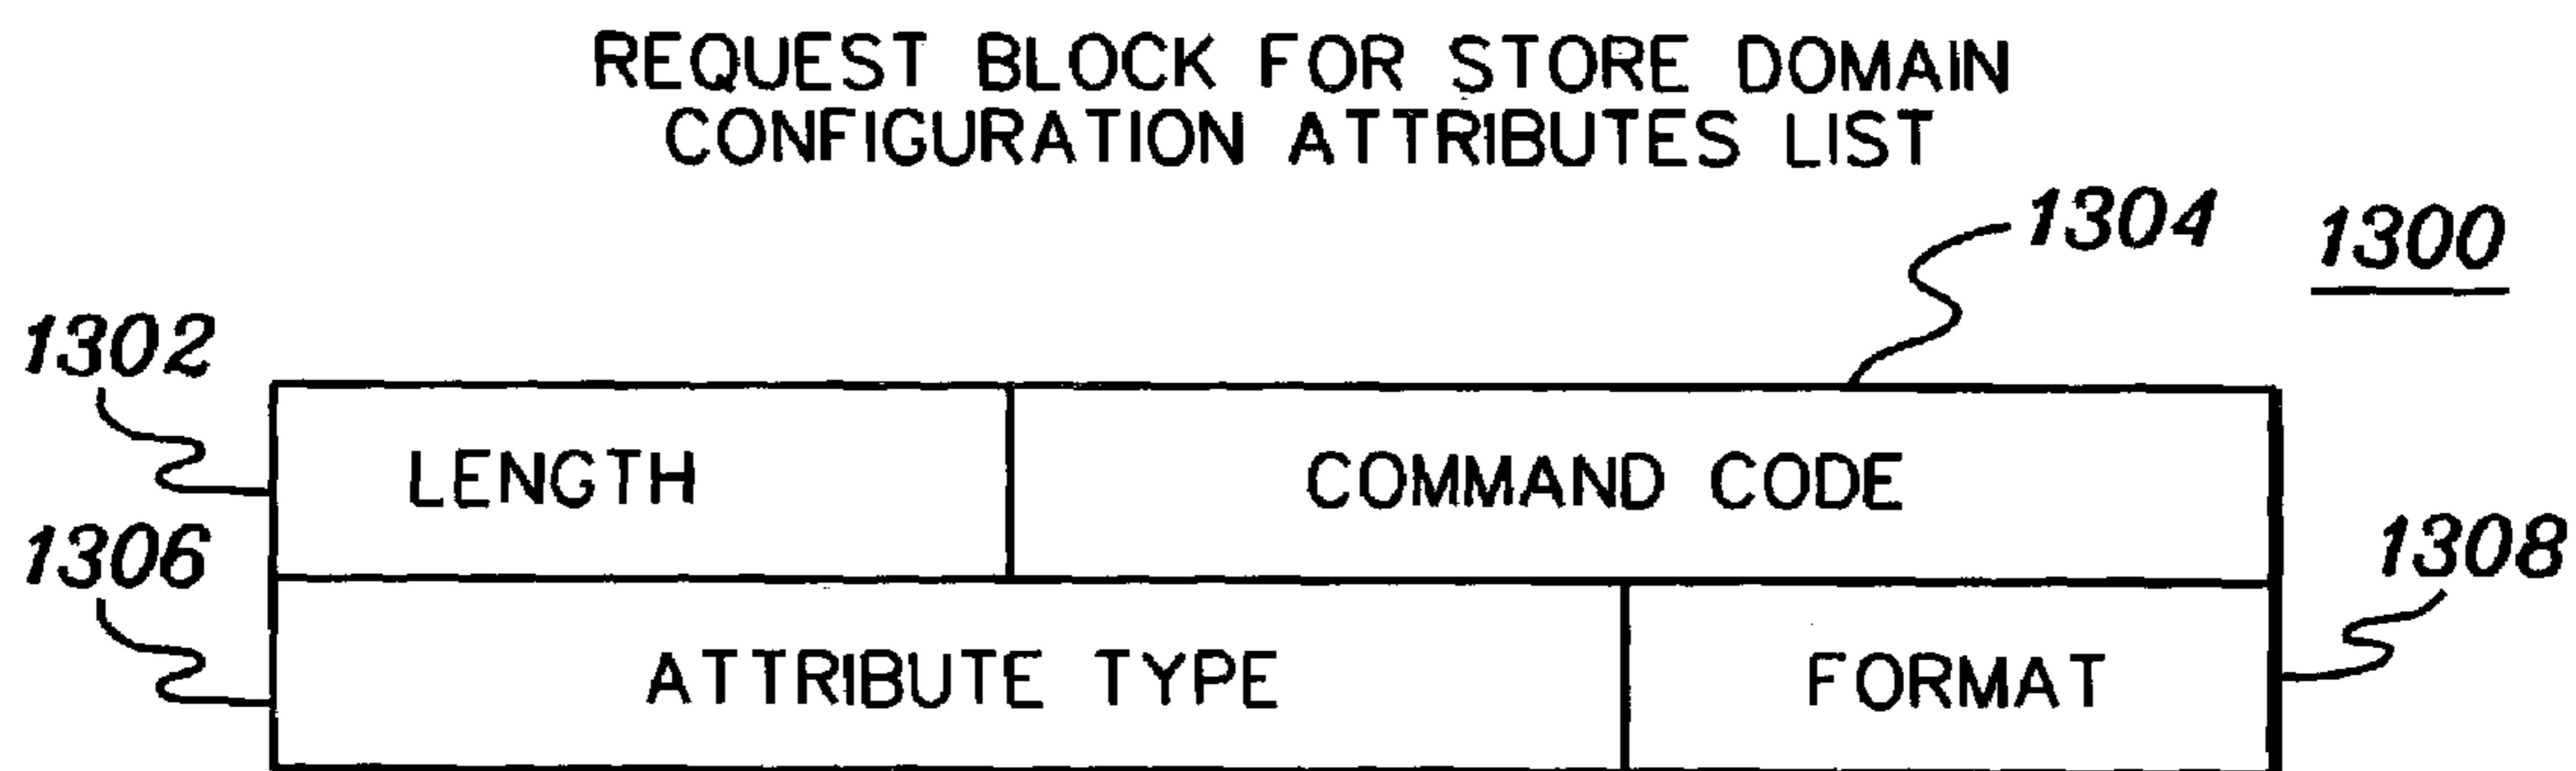 REQUEST BLOCK FOR STORE DOMAIN
CONFIGURATION ATTRIBUTES LIST
1304
1300
1302
LENGTH COMMAND CODE
1306
1308
ATTRIBUTE TYPE FORMAT